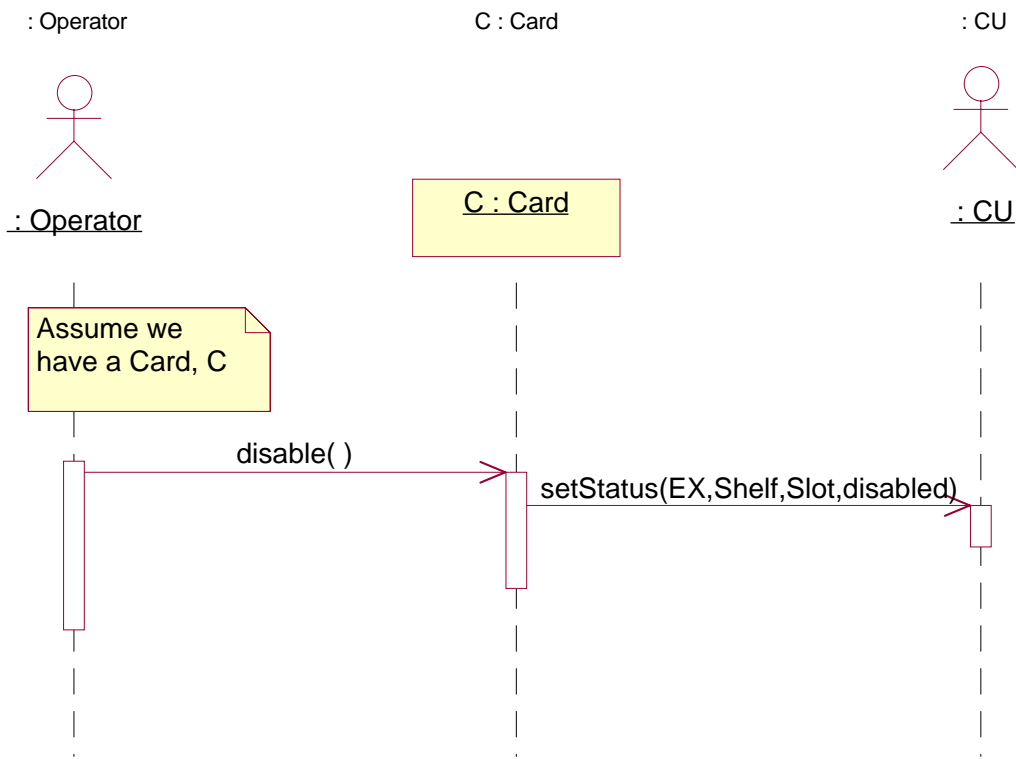 : Operator
C : Card
: CU
: Operator
C : Card
: CU
Assume we
have a Card, C
disable( )
setStatus(EX,Shelf,Slot,disabled)